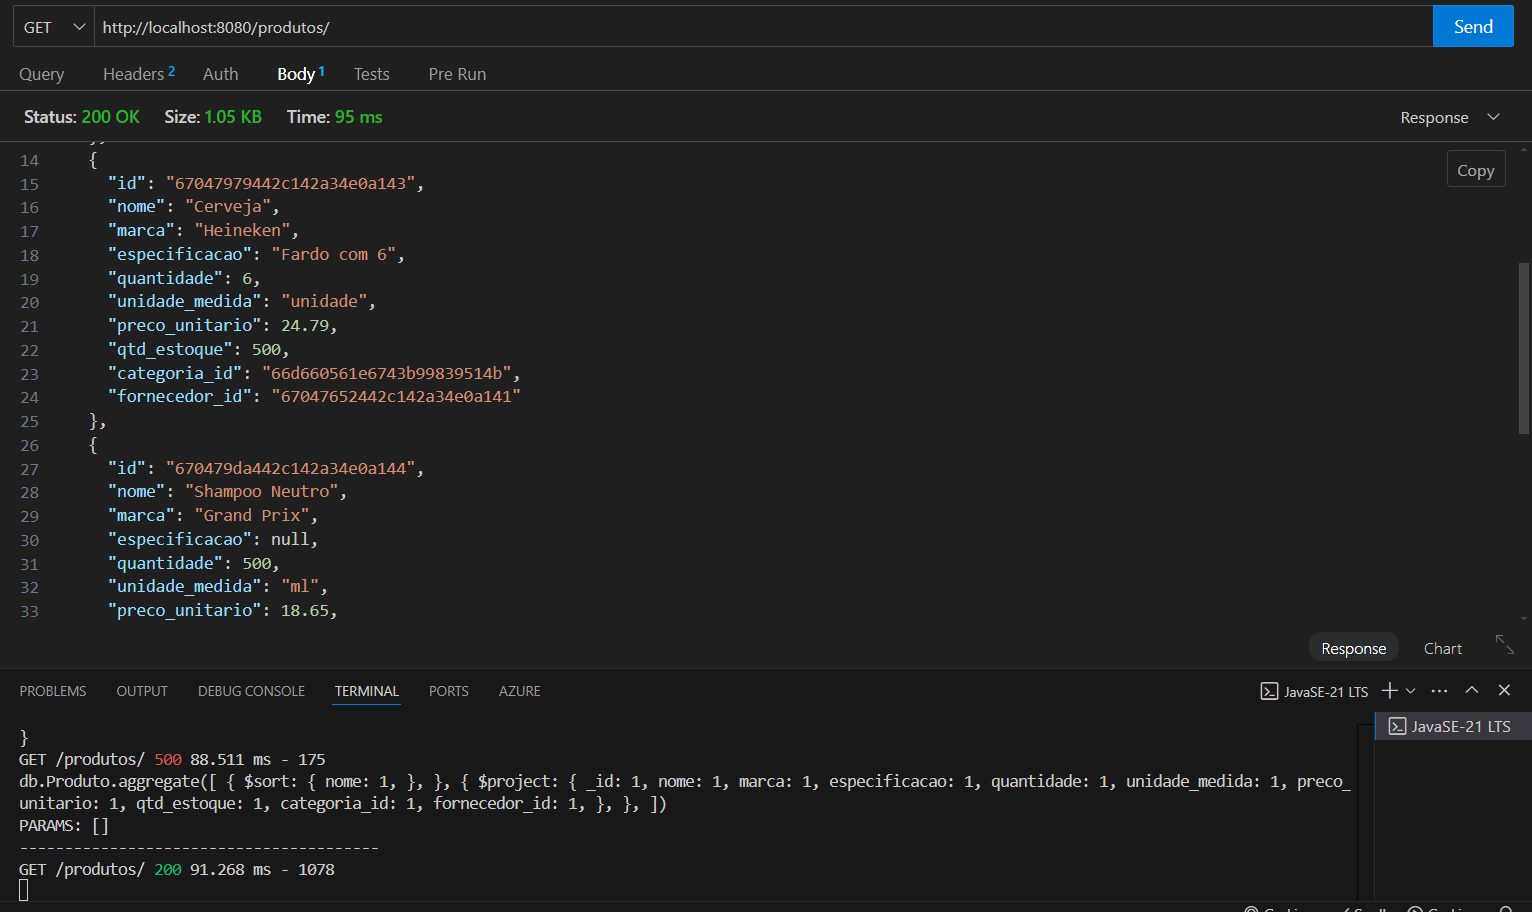 GET http://localhost:8080/produtos/ Send
Query Headers 2 Auth Body 1 Tests Pre Run
Status: 200 OK Size: 1.05 KB Time: 95 ms Response
14 {
Copy
15 "id": "67047979442c142a34e0a143",
16 "nome": "Cerveja",
17 "marca": "Heineken",
18 "especificacao": "Fardo com 6",
19 "quantidade": 6,
20 "unidade_medida": "unidade",
21 "preco_unitario": 24.79,
22 "qtd_estoque": 500,
23 "categoria_id": "66d660561e6743b99839514b",
24 "fornecedor_id": "67047652442c142a34e0a141"
25 },
26 {
27 "id": "670479da442c142a34e0a144",
28 "nome": "Shampoo Neutro",
29 "marca": "Grand Prix",
30 "especificacao": null,
31 "quantidade": 500,
32 "unidade_medida": "ml",
33 "preco_unitario": 18.65,
Response Chart
PROBLEMS OUTPUT DEBUG CONSOLE TERMINAL PORTS AZURE JavaSE-21 LTS
JavaSE-21 LTS
}
GET /produtos/ 500 88.511 ms - 175
db.Produto.aggregate([ { $sort: { nome: 1, }, }, { $project: { _id: 1, nome: 1, marca: 1, especificacao: 1, quantidade: 1, unidade_medida: 1, preco_
unitario: 1, qtd_estoque: 1, categoria_id: 1, fornecedor_id: 1, }, }, ])
PARAMS: []
----------------------------------------
GET /produtos/ 200 91.268 ms - 1078